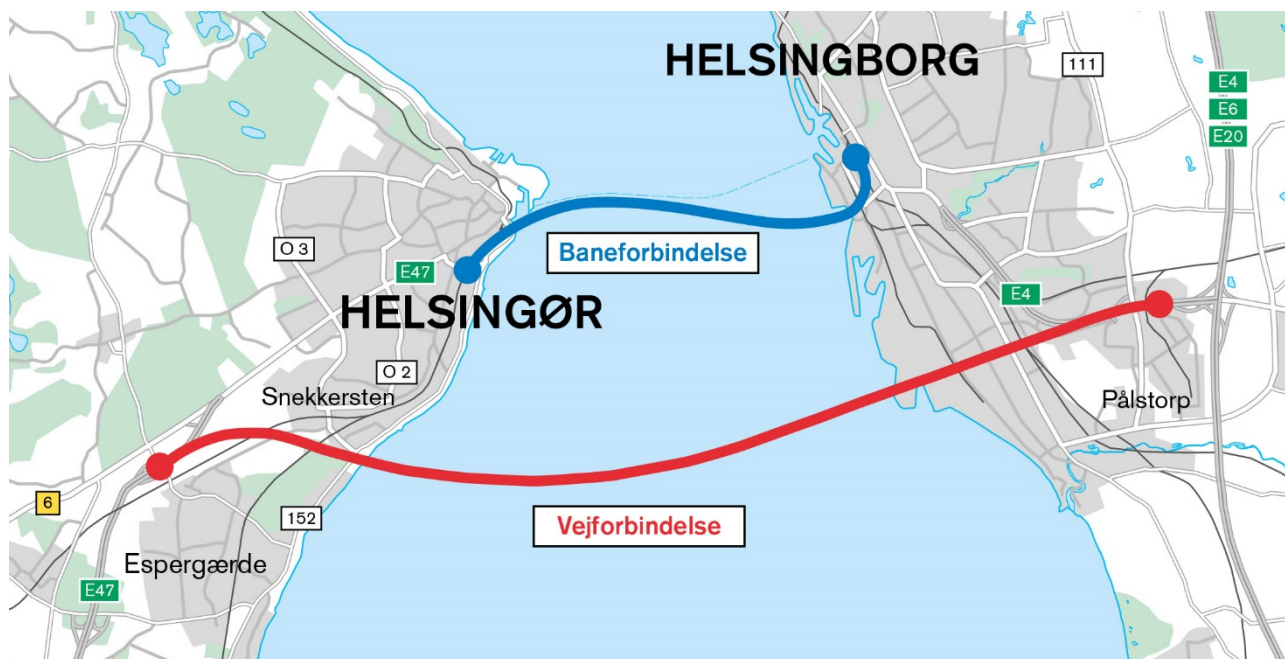 HELSINGBORG
111
E4
E6
E20
Baneforbindelse
O 3
E47
HELSINGØR
E4
O 2
Snekkersten
Pålstorp
6
152
Vejforbindelse
Espergærde
E47